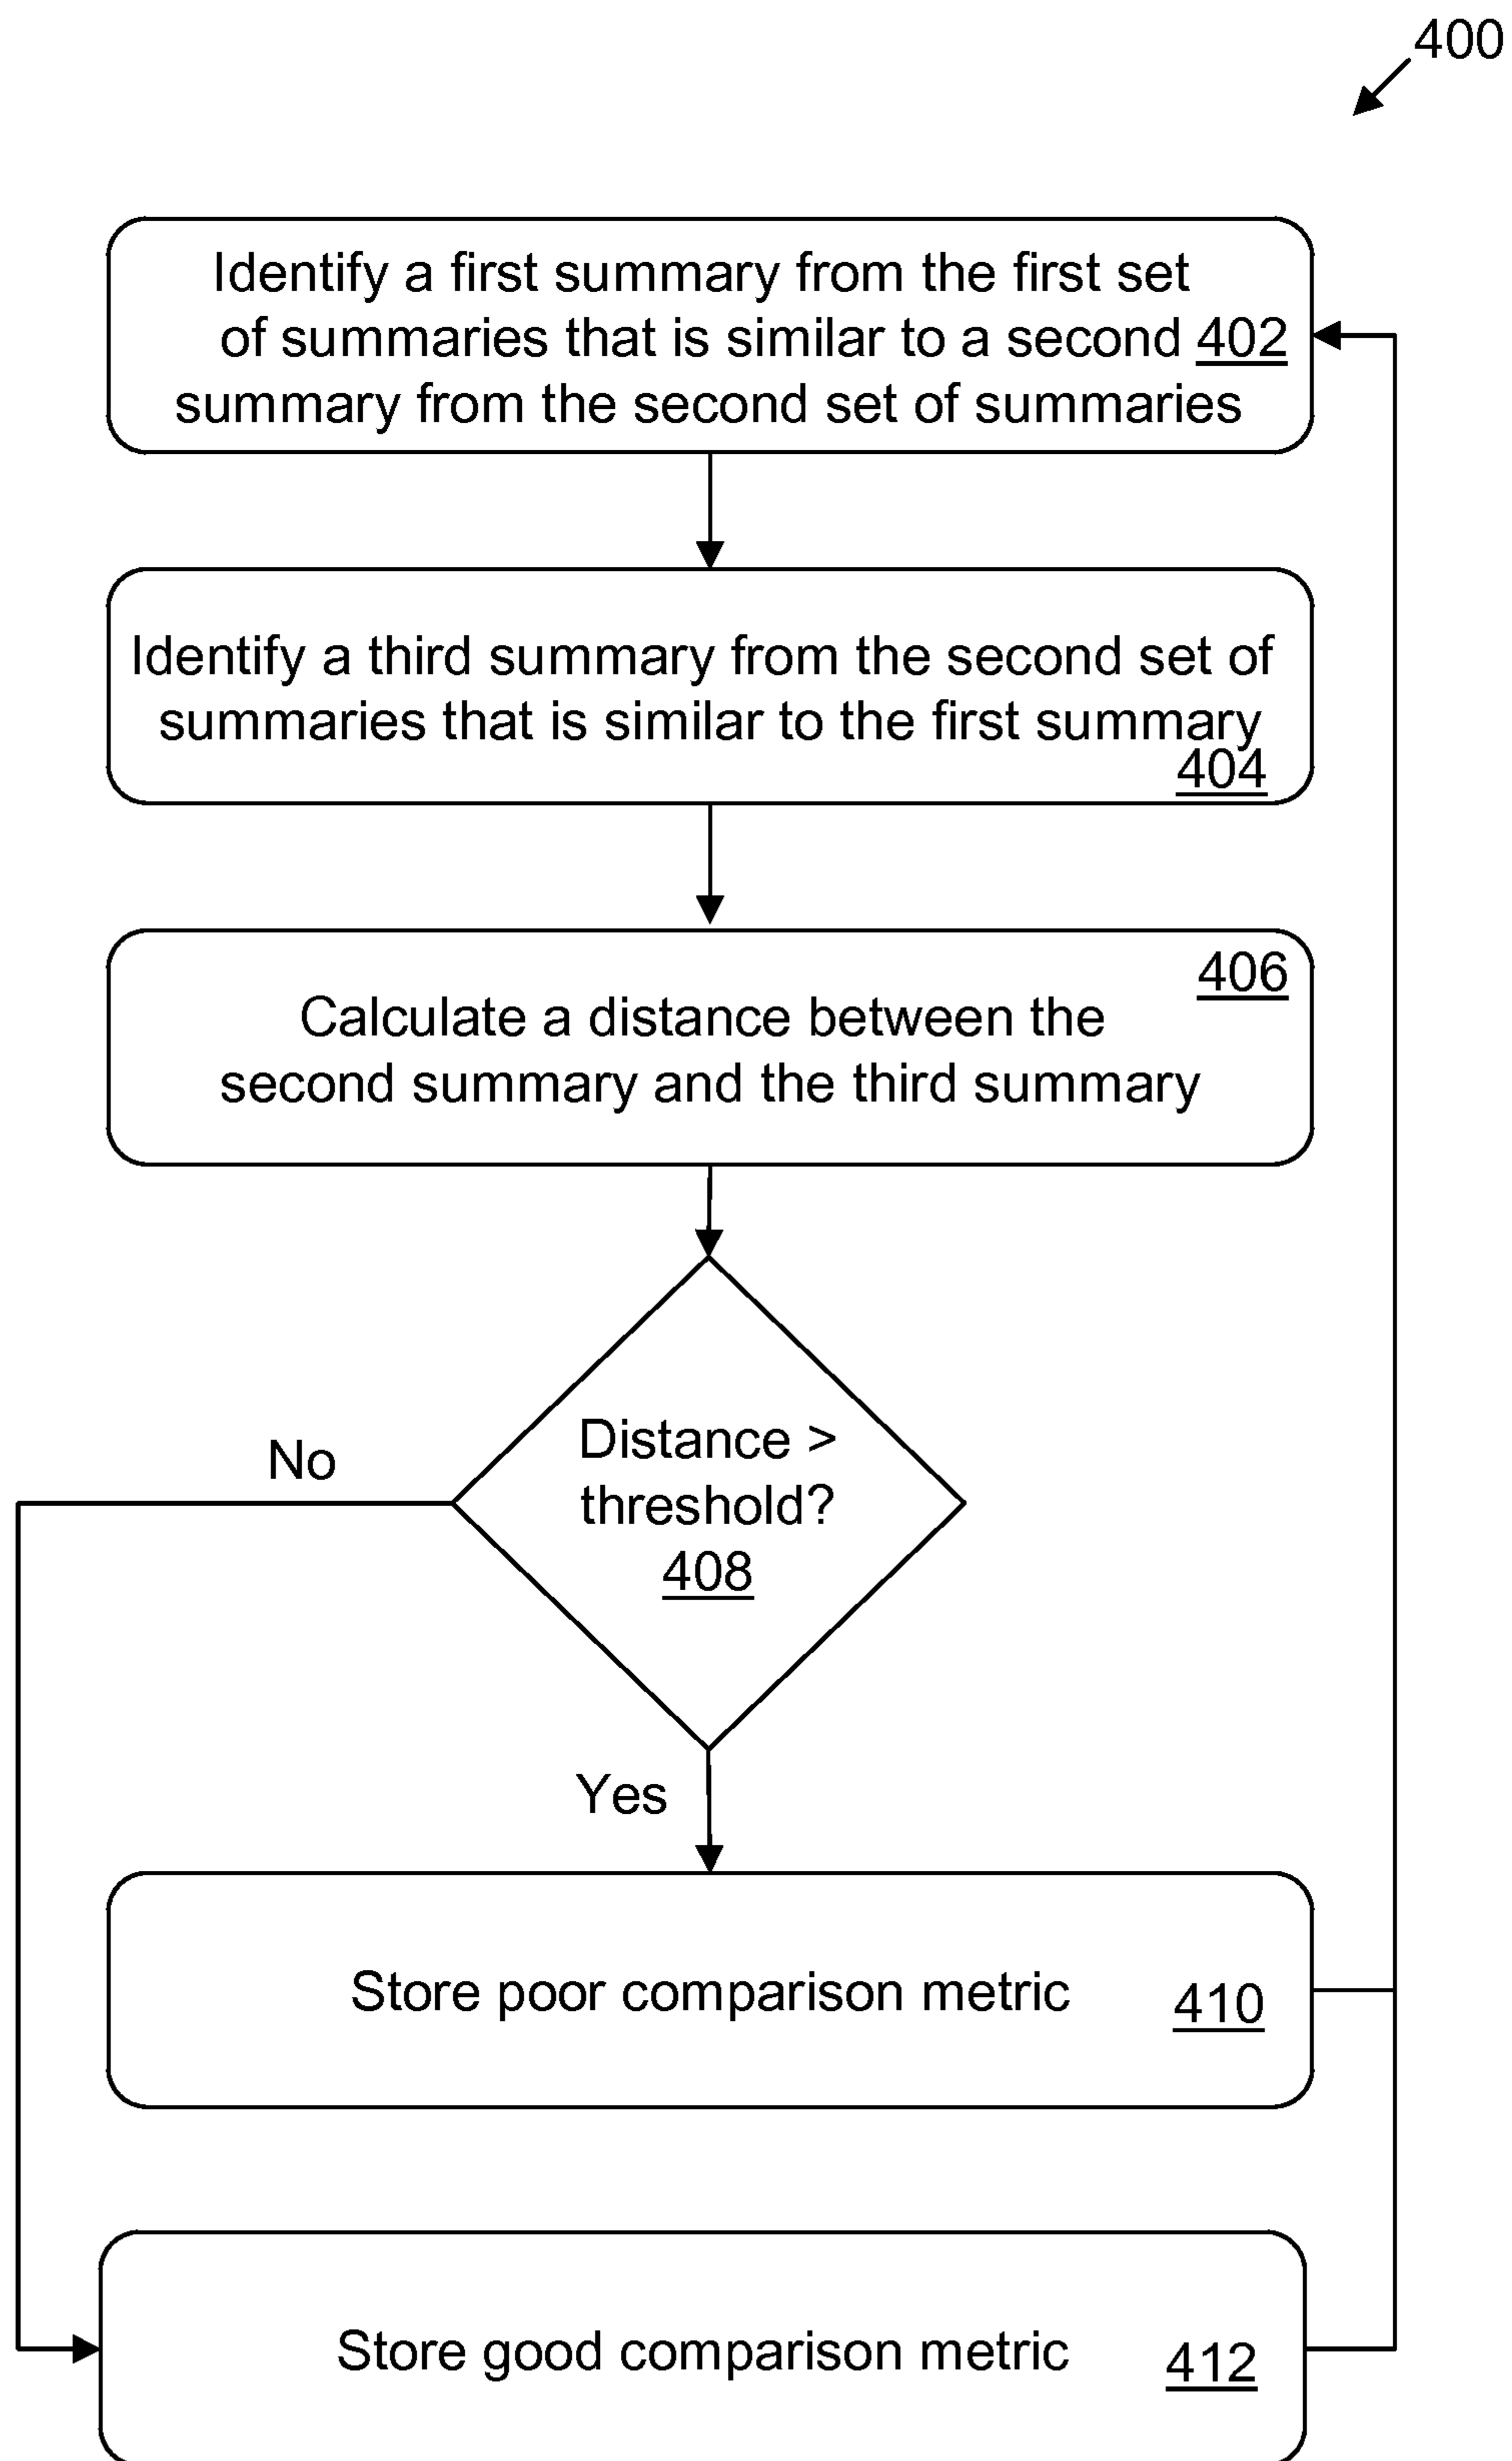 400
Identify a first summary from the first set
of summaries that is similar to a second 402
summary from the second set of summaries
Identify a third summary from the second set of
summaries that is similar to the first summary
404
406
Calculate a distance between the
second summary and the third summary
Distance >
No
threshold?
408
Yes
Store poor comparison metric 410
Store good comparison metric 412